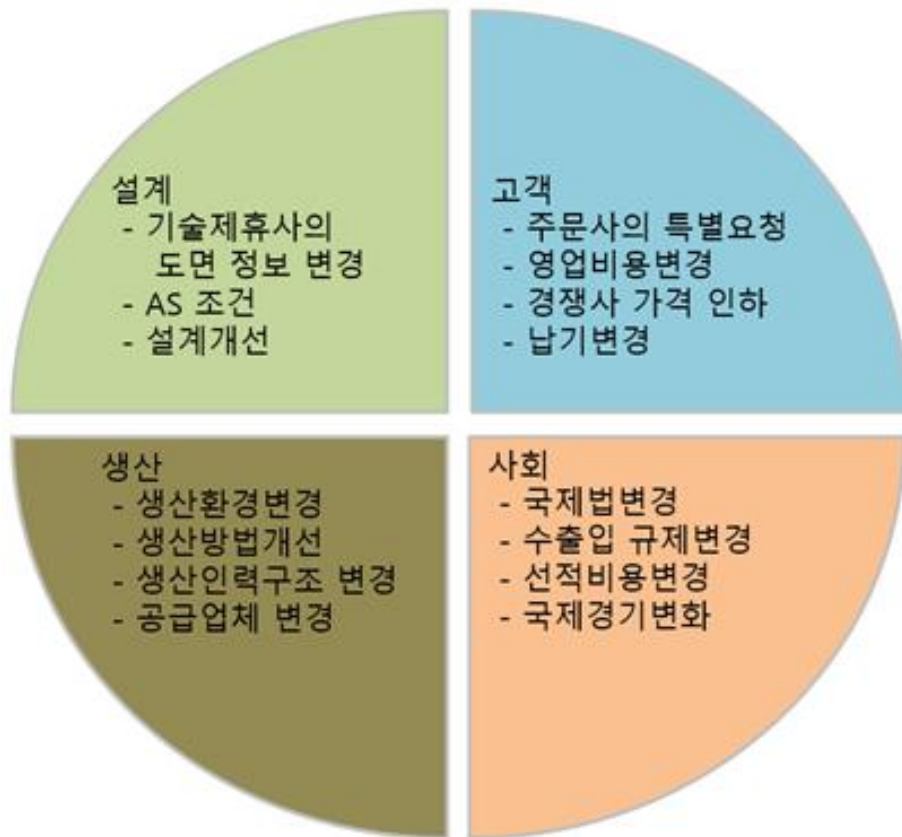 설계
- 기술제휴사의
도면 정보 변경
- AS 조건
- 설계개선
고객
- 주문사의 특별요청
- 영업비용변경
- 경쟁사 가격 인하
- 납기변경
생산
- 생산환경변경
- 생산방법개선
- 생산인력구조 변경
- 공급업체 변경
사회
- 국제법변경
- 수출입 규제변경
- 선적비용변경
- 국제경기변화